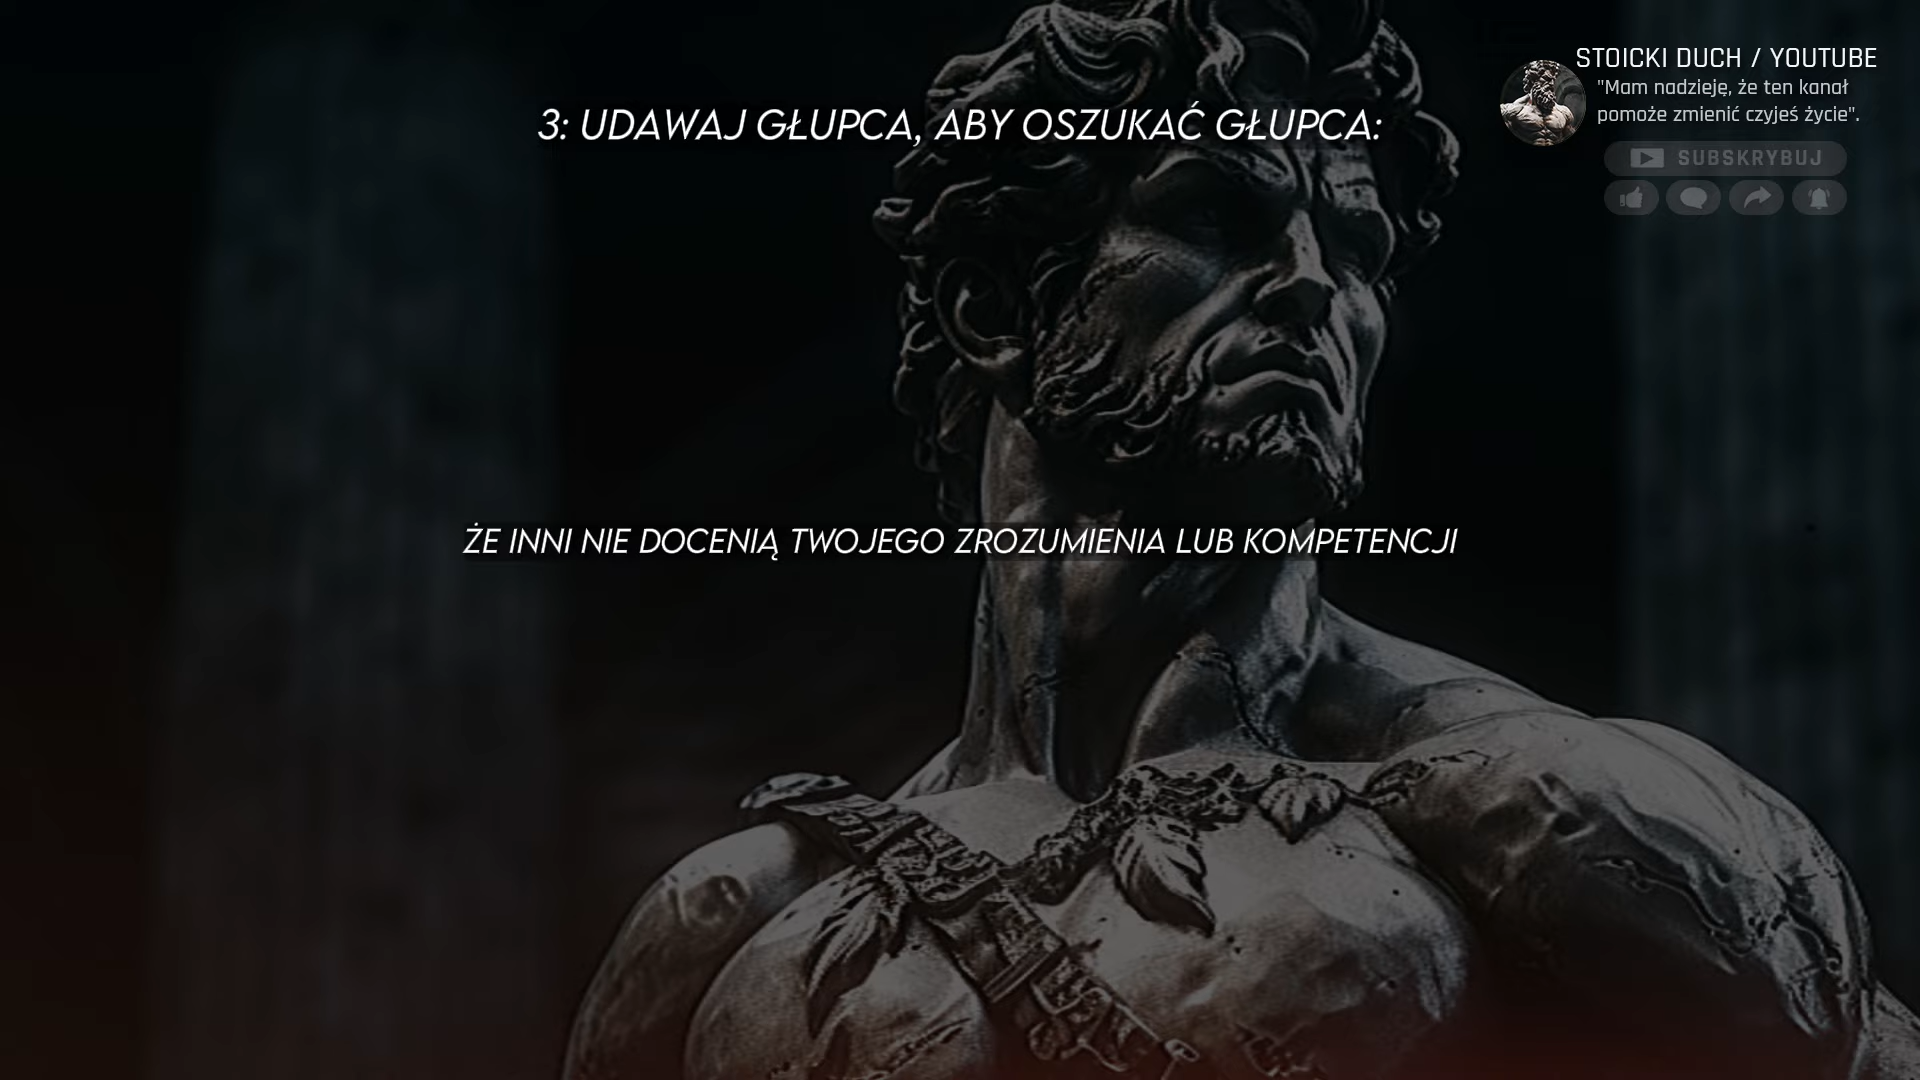 STOICKI DUCH / YOUTUBE
"Mam nadzieję, że ten kanał
pomoże zmienić czyjeś życie".
SUBSKRYBUJ
3: UDAWAJ GŁUPCA, ABY OSZUKAĆ GŁUPCA:
ŻE INNI NIE DOCENIĄ TWOJEGO ZROZUMIENIA LUB KOMPETENCJI